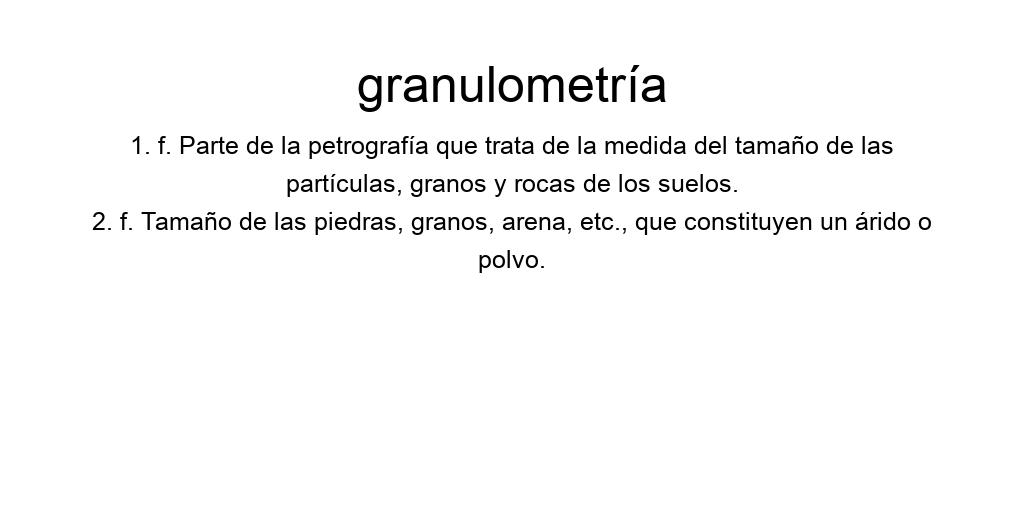 granulometría
1. f. Parte de la petrografía que trata de la medida del tamaño de las
partículas, granos y rocas de los suelos.
2. f. Tamaño de las piedras, granos, arena, etc., que constituyen un árido o
polvo.